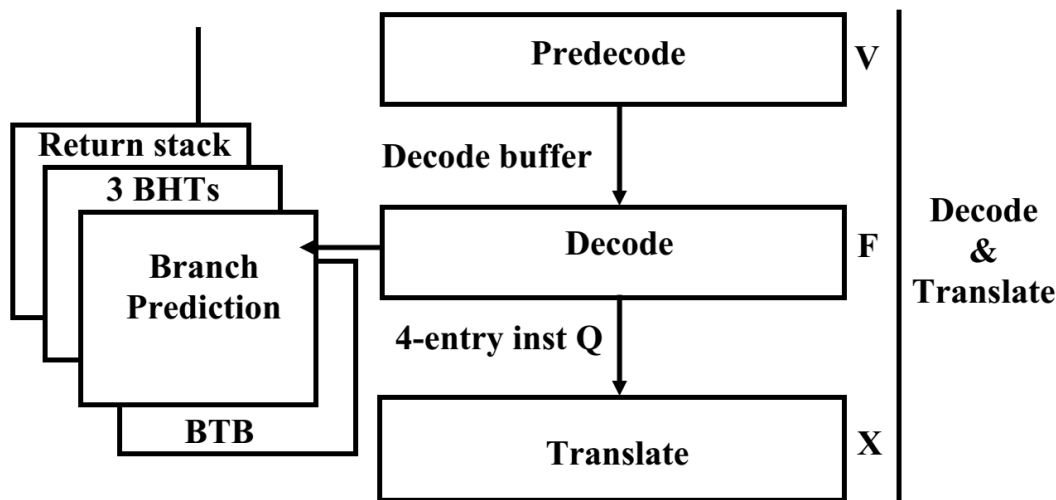 Predecode
V
Return stack
Decode buffer
3 BHTs
Decode
F
Decode
&
Translate
Branch
Prediction
4-entry inst Q
BTB
Translate
X